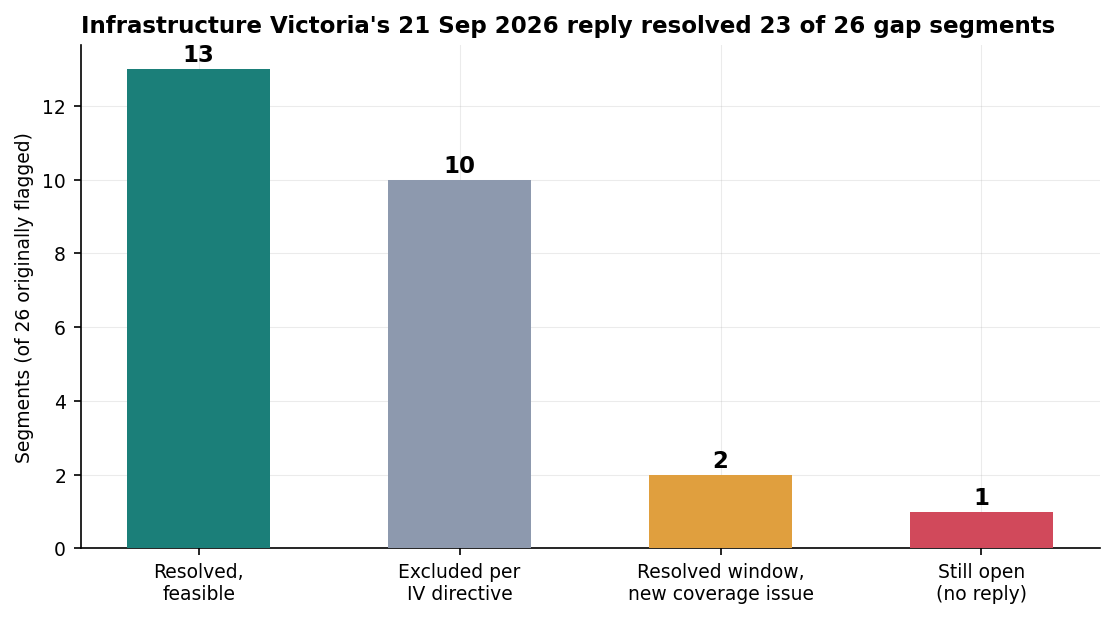 Infrastructure Victoria's 21 Sep 2026 reply resolved 23 of 26 gap segments
Segments (of 26 originally flagged)
12
10
8
6
4
2
0
13
10
2
1
Resolved,
feasible
Excluded per
IV directive
Resolved window,
new coverage issue
Still open
(no reply)